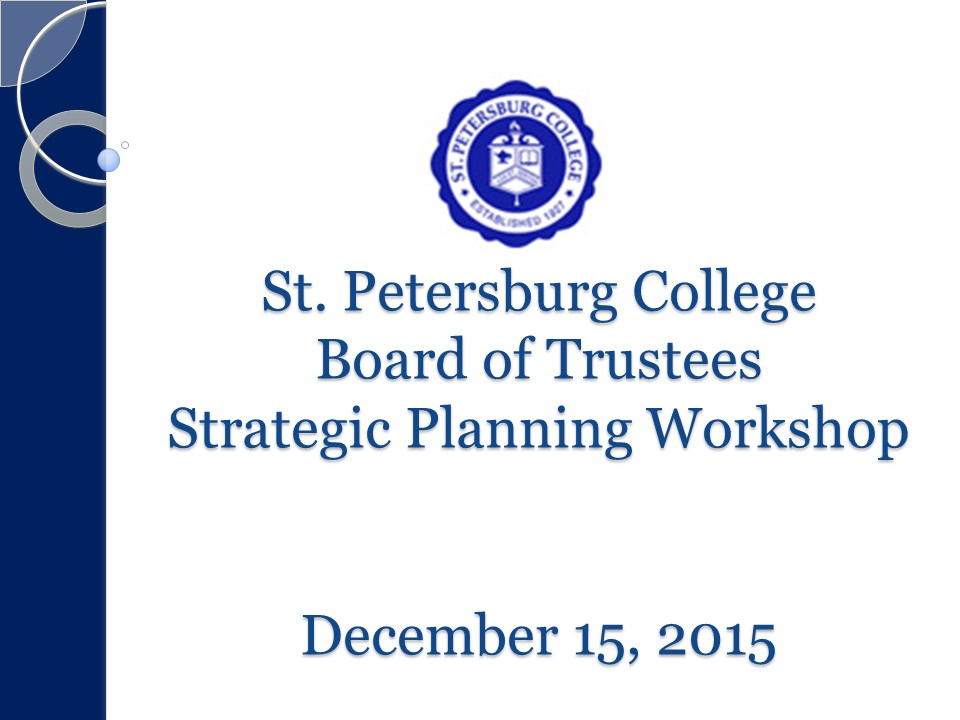 ST. PETERSBURG COLLEGE
ESTABLISHED 1927
St. Petersburg College
Board of Trustees
Strategic Planning Workshop
December 15, 2015